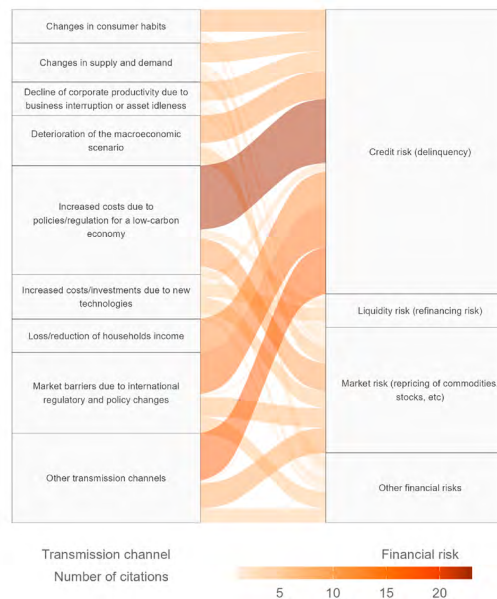 Changes in consumer habits
Changes in supply and demand
Decline of corporate productivity due to
business interruption or asset idleness
Deterioration of the macroeconomic
scenario
Increased costs due to
policies/regulation for a low-carbon
economy
Increased costs/investments due to new
technologies
Loss/reduction of households income
Market barriers due to international
regulatory and policy changes
Other transmission channels
Credit risk (delinquency)
Liquidity risk (refinancing risk)
Market risk (repricing of commodities
stocks, etc)
Other financial risks
Transmission channel
Financial risk
Number of citations
5 10 15 20